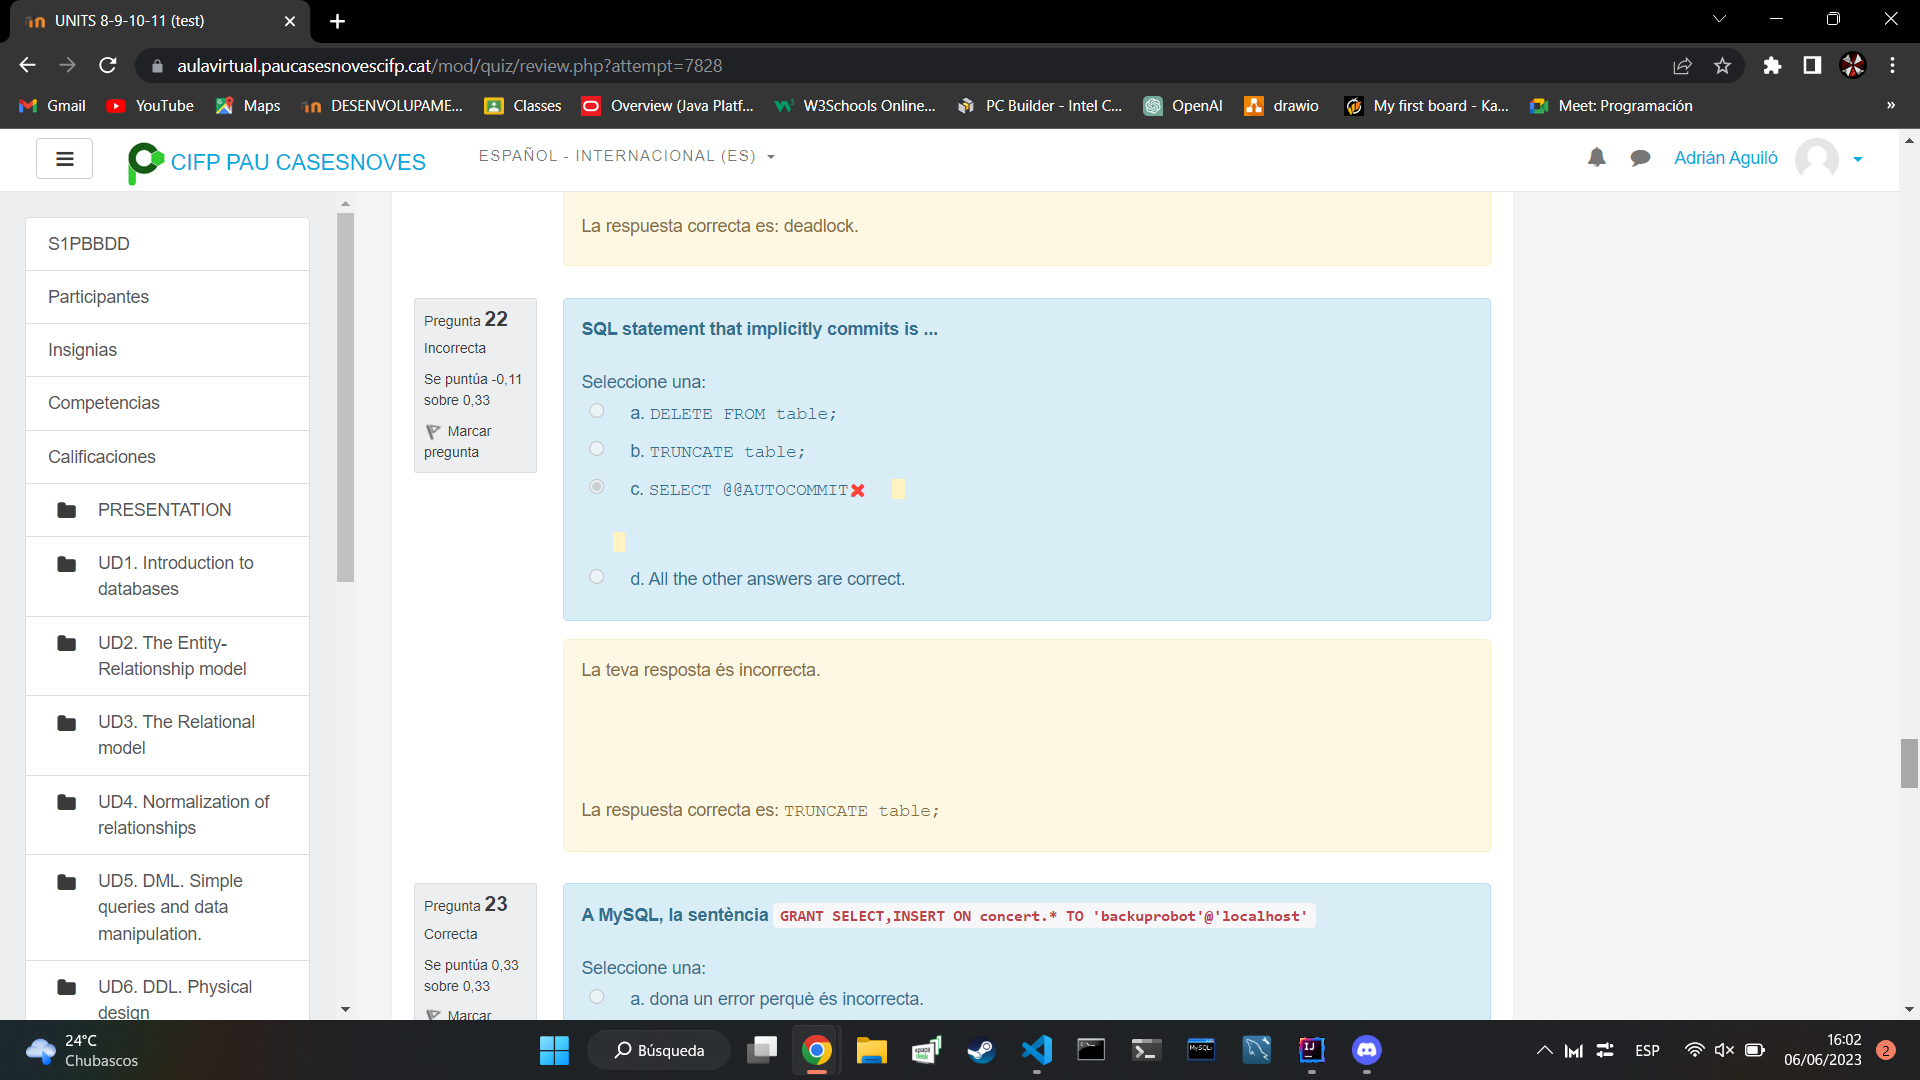 UNITS 8-9-10-11 (test)
aulavirtual.paucasesnovescifp.cat/mod/quiz/review.php?attempt=7828
Gmail
YouTube
Maps
DESENVOLUPAME...
Classes
Overview (Java Platf...
W3Schools Online...
PC Builder - Intel C...
OpenAI
drawio
My first board - Ka...
Meet: Programación
»
CIFP PAU CASESNOVES
ESPAÑOL - INTERNACIONAL (ES)
Adrián Aguiló
S1PBBDD
Participantes
Insignias
Competencias
Calificaciones
PRESENTATION
UD1. Introduction to
databases
UD2. The Entity-
Relationship model
UD3. The Relational
model
UD4. Normalization of
relationships
UD5. DML. Simple
queries and data
manipulation.
UD6. DDL. Physical
design
La respuesta correcta es: deadlock.
Pregunta 22
Incorrecta
Se puntúa -0,11
sobre 0,33
Marcar
pregunta
SQL statement that implicitly commits is ...
Seleccione una:
a. DELETE FROM table;
b. TRUNCATE table;
c. SELECT @@AUTOCOMMIT
d. All the other answers are correct.
La teva resposta és incorrecta.
La respuesta correcta es: TRUNCATE table;
Pregunta 23
Correcta
Se puntúa 0,33
sobre 0,33
Marcar
A MySQL, la sentència GRANT SELECT,INSERT ON concert.* TO 'backuprobot'@'localhost'
Seleccione una:
a. dona un error perquè és incorrecta.
24°C
Chubascos
Búsqueda
ESP
16:02
06/06/2023
2